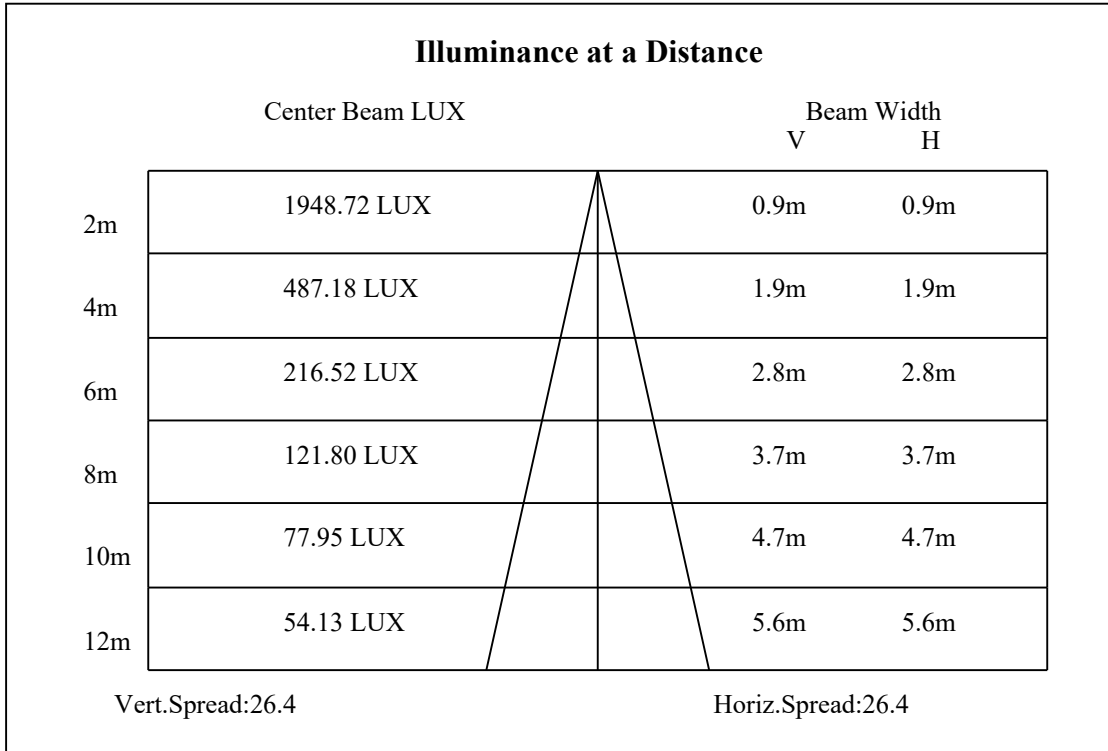 Illuminance at a Distance
Center Beam LUX Beam Width
V H
2m 1948.72 LUX 0.9m 0.9m
4m 487.18 LUX 1.9m 1.9m
6m 216.52 LUX 2.8m 2.8m
8m 121.80 LUX 3.7m 3.7m
10m 77.95 LUX 4.7m 4.7m
12m 54.13 LUX 5.6m 5.6m
Vert.Spread:26.4 Horiz.Spread:26.4